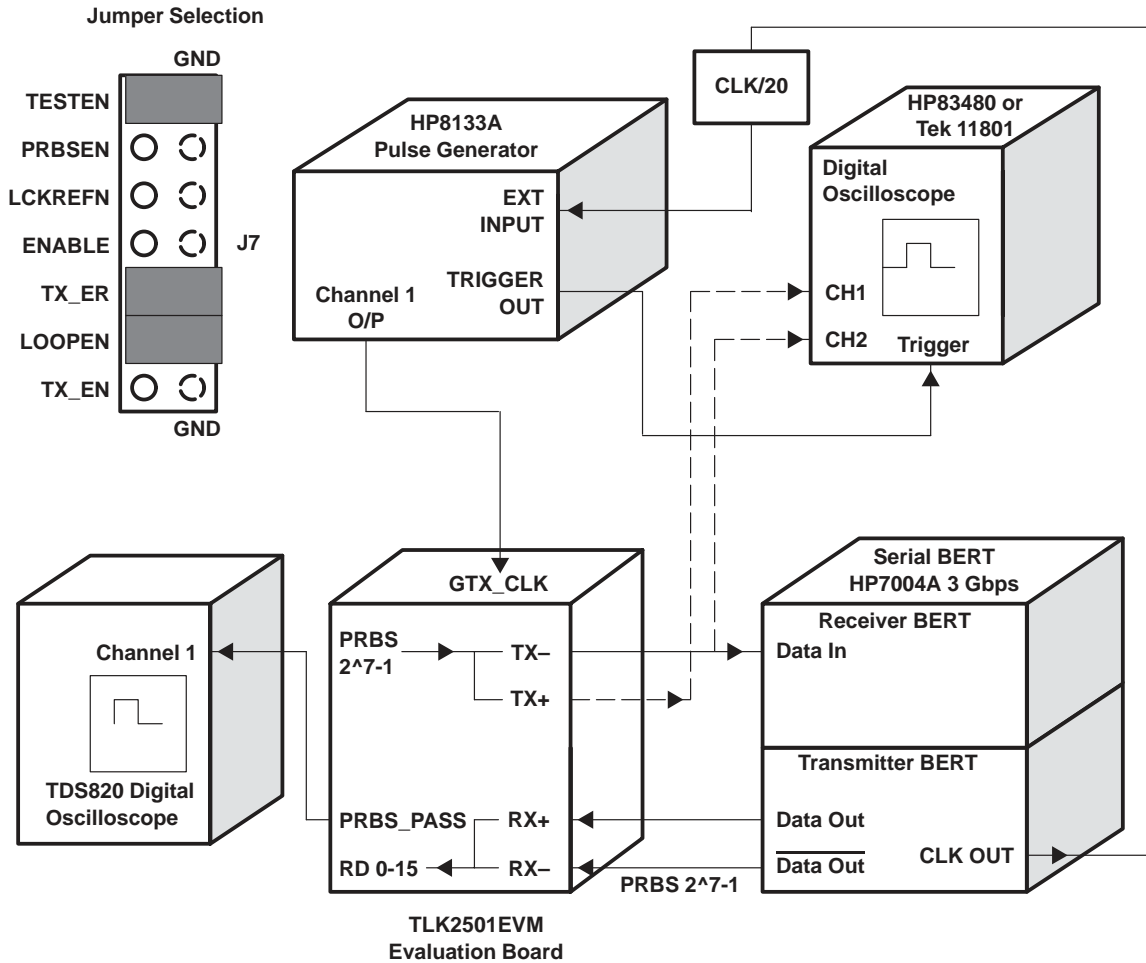 Jumper Selection
GND
TESTEN
PRBSEN
LCKREFN
ENABLE
J7
TX_ER
LOOPEN
TX_EN
GND
HP8133A
Pulse Generator
EXT
INPUT
TRIGGER
OUT
Channel 1
O/P
CLK/20
HP83480 or
Tek 11801
Digital
Oscilloscope
CH1
CH2
Trigger
Channel 1
TDS820 Digital
Oscilloscope
GTX_CLK
PRBS
2^7-1
TX–
TX+
PRBS_PASS
RX+
RD 0-15
RX–
TLK2501EVM
Evaluation Board
PRBS 2^7-1
Serial BERT
HP7004A 3 Gbps
Receiver BERT
Data In
Transmitter BERT
Data Out
Data Out
CLK OUT